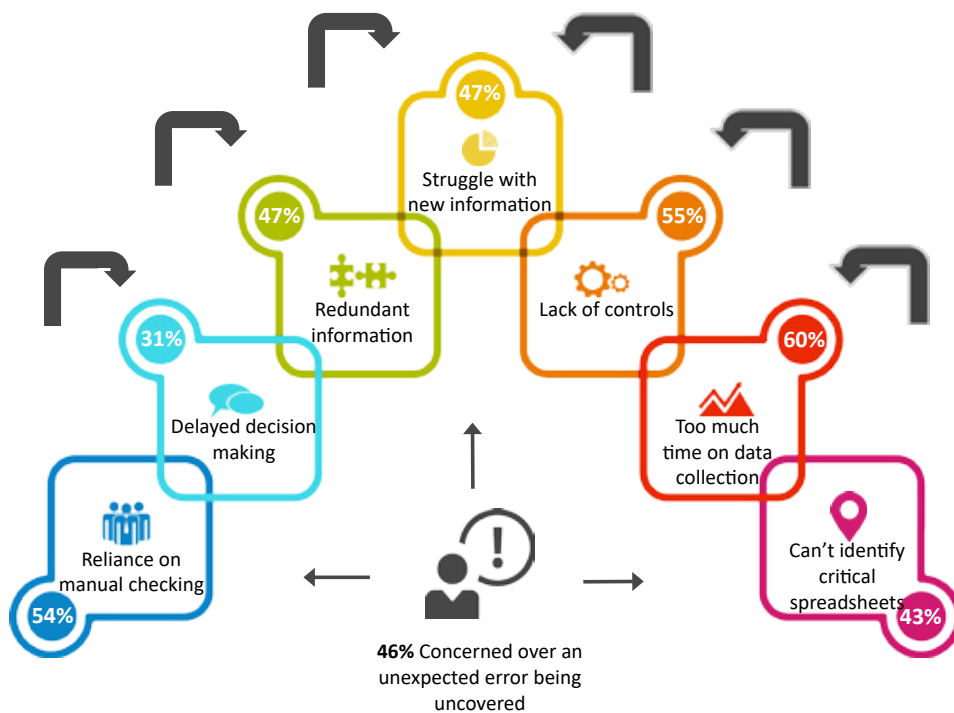 47%
Struggle with
new information
47%
Redundant
information
55%
Lack of controls
31%
Delayed decision
making
60%
Too much
time on data
collection
Reliance on
manual checking
54%
Can’t identify
critical
spreadsheets
43%
!
46% Concerned over an
unexpected error being
uncovered